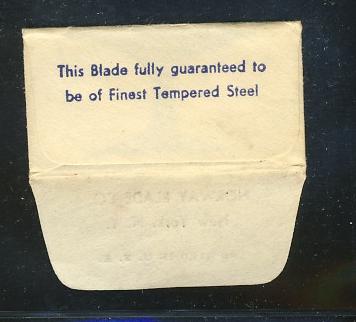 This Blade fully guaranteed to
be of Finest Tempered Steel